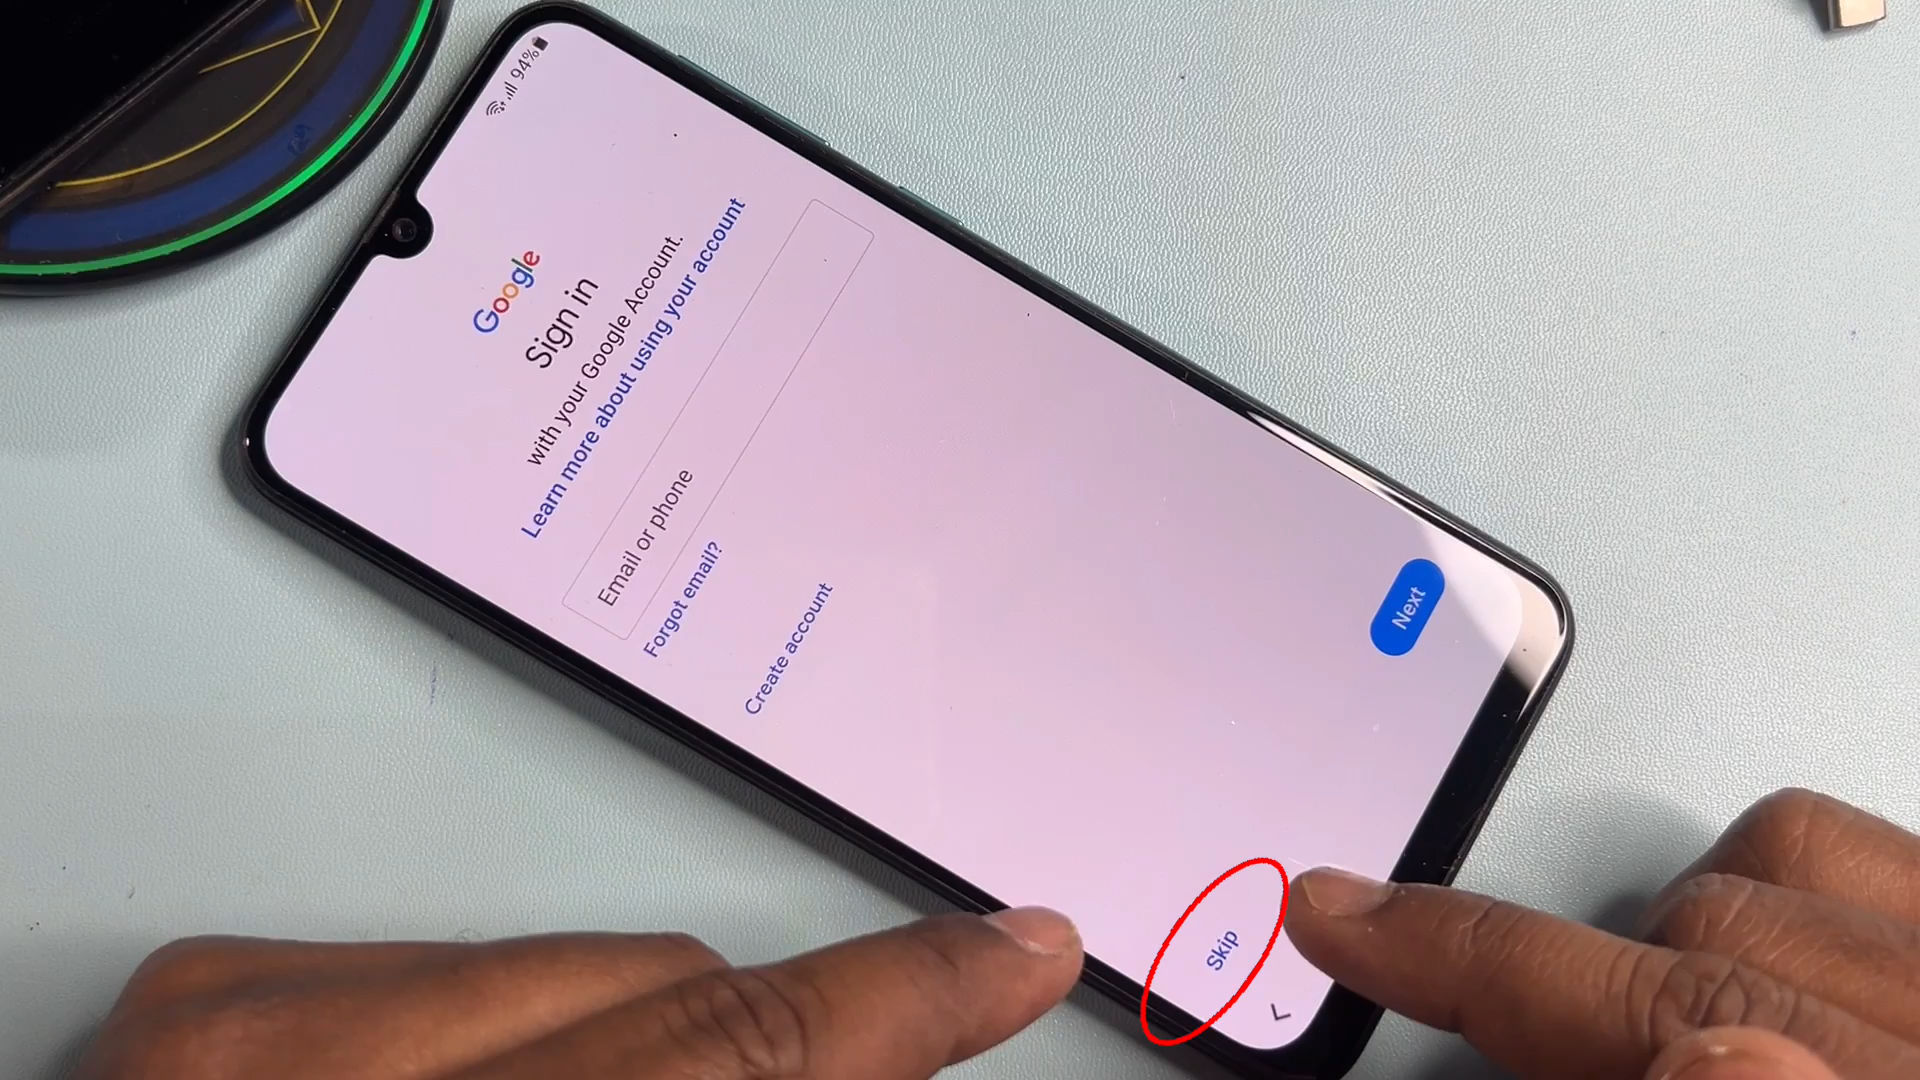 94%
Google
Sign in
with your Google Account.
Learn more about using your account
Email or phone
Forgot email?
Create account
Skip
Next